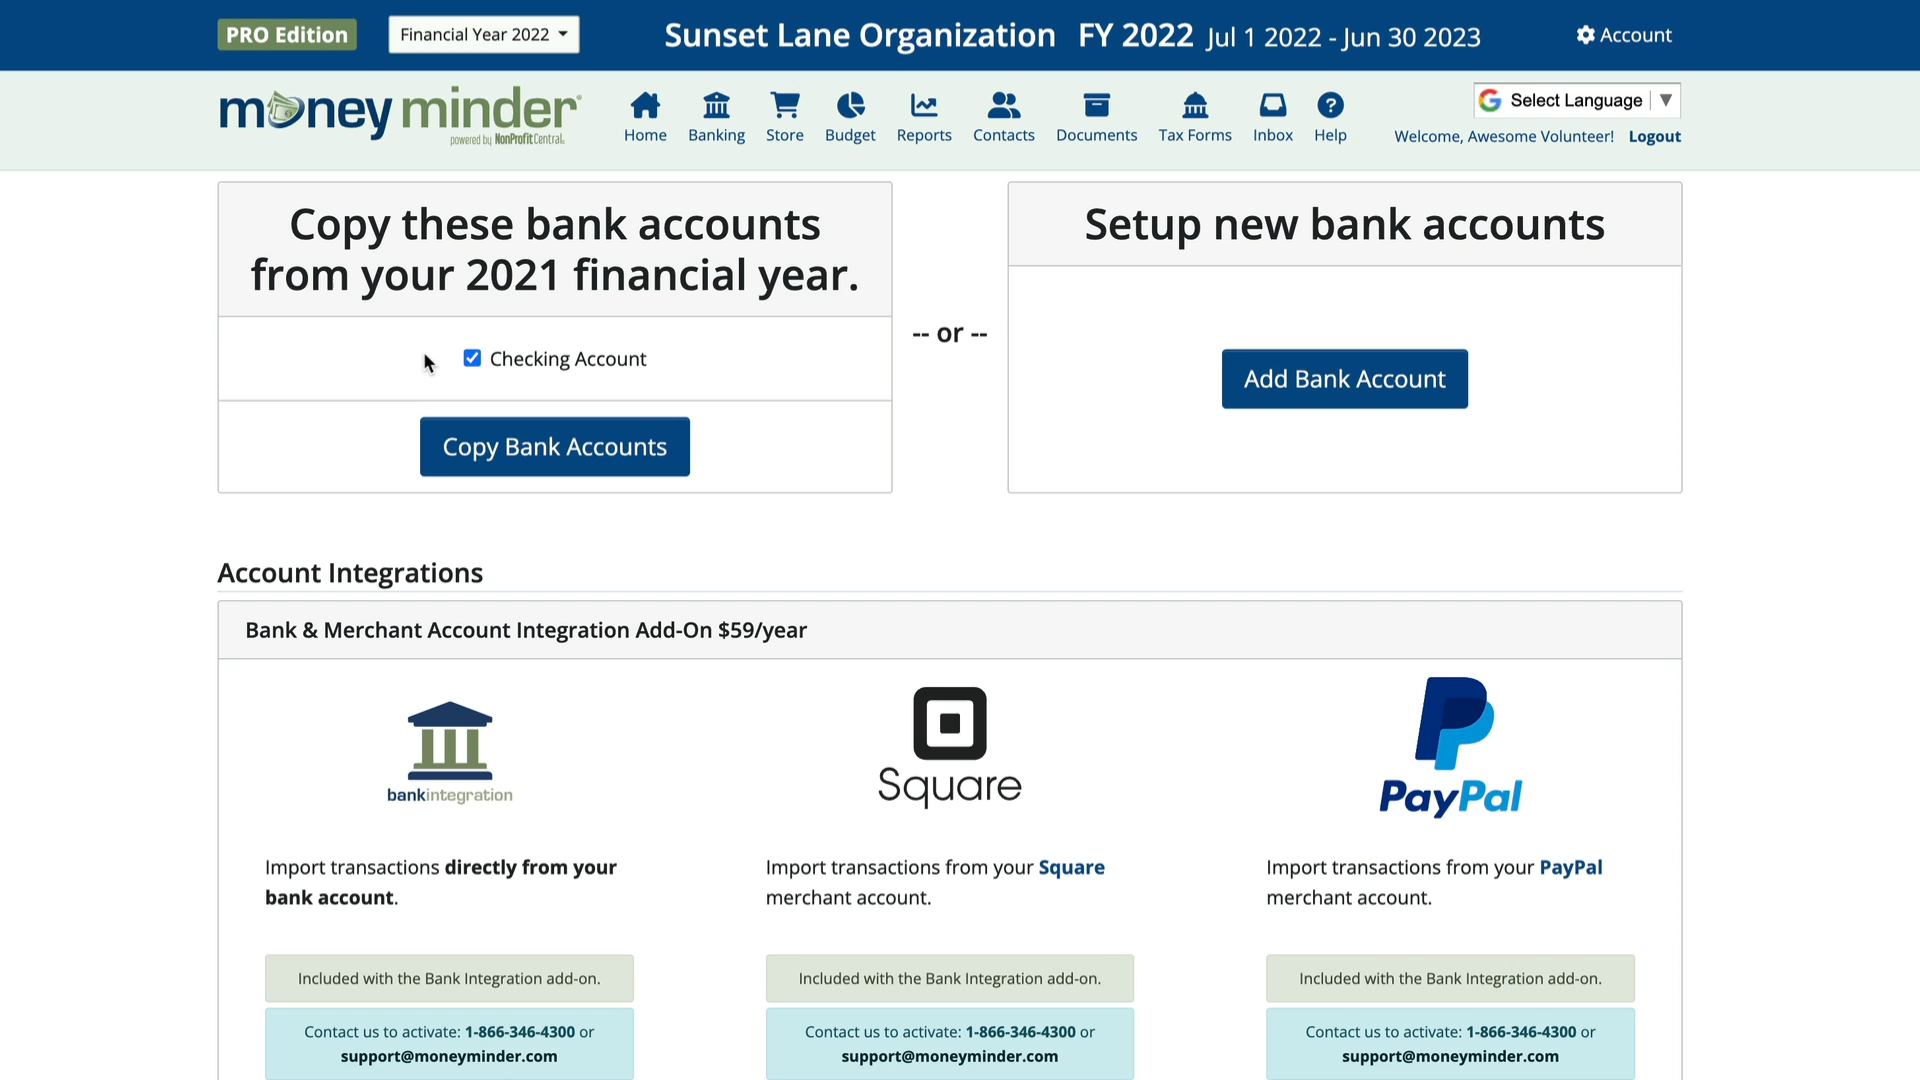 PRO Edition
Financial Year 2022
Sunset Lane Organization FY 2022 Jul 1 2022 - Jun 30 2023
Account
money minder®
powered by NonProfitCentral.
Home
Banking
Store
Budget
Reports
Contacts
Documents
Tax Forms
Inbox
Help
Select Language ▼
Welcome, Awesome Volunteer! Logout
Copy these bank accounts
from your 2021 financial year.
Checking Account
Copy Bank Accounts
-- or --
Setup new bank accounts
Add Bank Account
Account Integrations
Bank & Merchant Account Integration Add-On $59/year
bankintegration
Import transactions directly from your
bank account.
Included with the Bank Integration add-on.
Contact us to activate: 1-866-346-4300 or
support@moneyminder.com
Square
Import transactions from your Square
merchant account.
Included with the Bank Integration add-on.
Contact us to activate: 1-866-346-4300 or
support@moneyminder.com
PayPal
Import transactions from your PayPal
merchant account.
Included with the Bank Integration add-on.
Contact us to activate: 1-866-346-4300 or
support@moneyminder.com